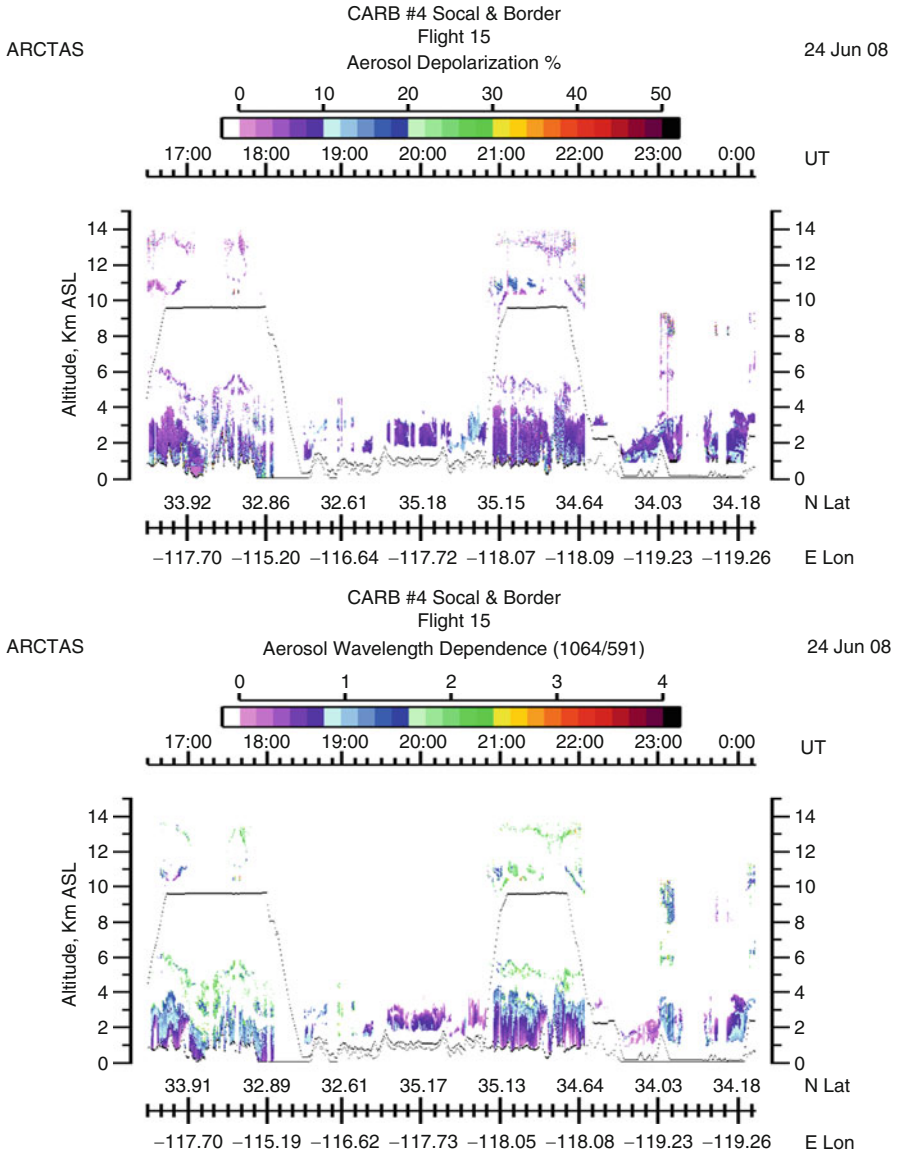 CARB #4 Socal & Border
Flight 15
ARCTAS 24 Jun 08
Aerosol Depolarization %
0 10 20 30 40 50
17:00 18:00 19:00 20:00 21:00 22:00 23:00 0:00 UT
Altitude, Km ASL
14 14
12 12
10 10
8 8
6 6
4 4
2 2
0 0
33.92 32.86 32.61 35.18 35.15 34.64 34.03 34.18 N Lat
−117.70 −115.20 −116.64 −117.72 −118.07 −118.09 −119.23 −119.26 E Lon
CARB #4 Socal & Border
Flight 15
ARCTAS 24 Jun 08
Aerosol Wavelength Dependence (1064/591)
0 1 2 3 4
17:00 18:00 19:00 20:00 21:00 22:00 23:00 0:00 UT
Altitude, Km ASL
14 14
12 12
10 10
8 8
6 6
4 4
2 2
0 0
33.91 32.89 32.61 35.17 35.13 34.64 34.03 34.18 N Lat
−117.70 −115.19 −116.62 −117.73 −118.05 −118.08 −119.23 −119.26 E Lon